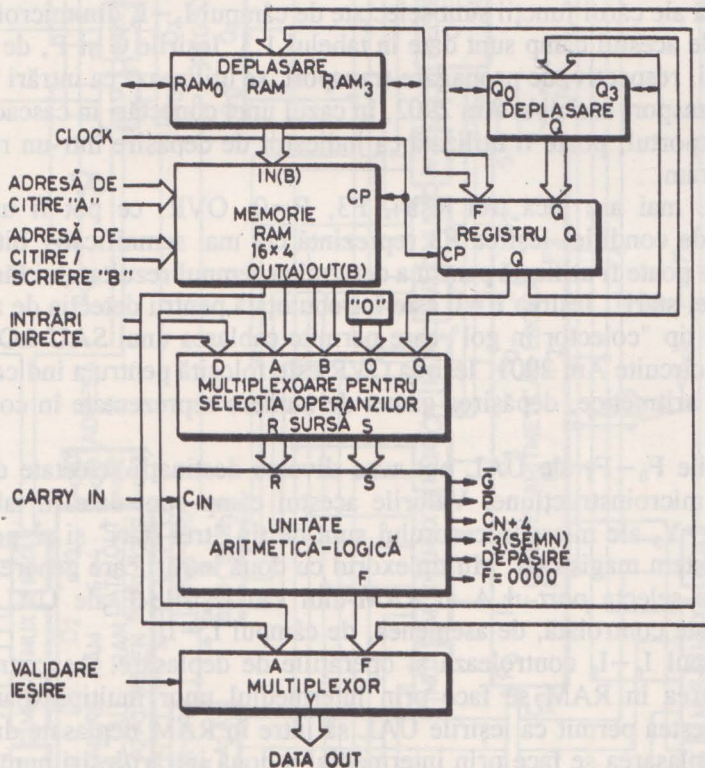 DEPLASARE
RAM₀ RAM RAM₃
Q₀ Q₃
DEPLASARE
Q
CLOCK
ADRESĂ DE
CITIRE "A"
ADRESĂ DE
CITIRE /
SCRIERE "B"
IN(B)
CP
MEMORIE
RAM
16×4
OUT(A) OUT(B)
F Q
REGISTRU Q
CP
Q
INTRĂRI
DIRECTE
"0"
D A B O Q
MULTIPLEXOARE PENTRU
SELECȚIA OPERANZILOR
R SURSĂ S
CARRY IN
R S
C_IN
UNITATE
ARITMETICĂ-LOGICĂ
F
G̅
P̅
C_N+4
F₃(SEMN)
DEPĂȘIRE
F = 0000
VALIDARE
IEȘIRE
A F
MULTIPLEXOR
DATA OUT